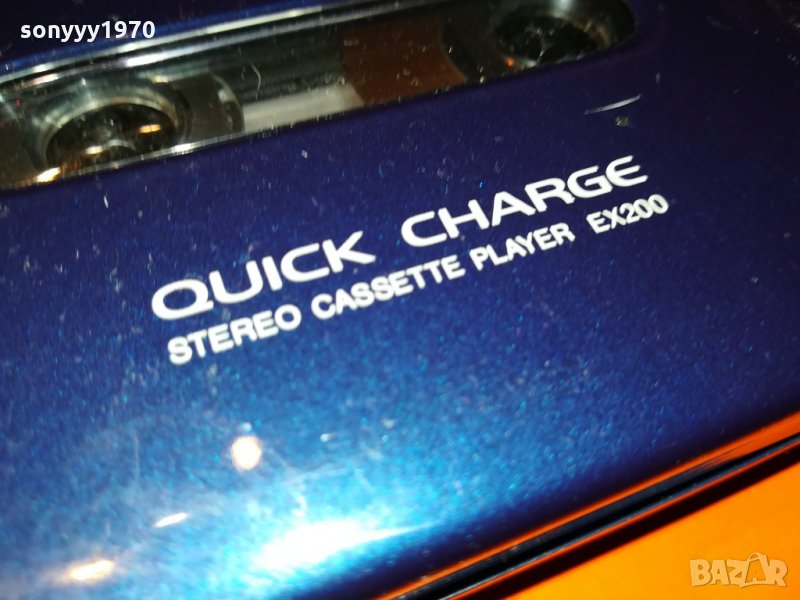 sonyyy1970
QUICK CHARGE
STEREO CASSETTE PLAYER EX200
BAZAR